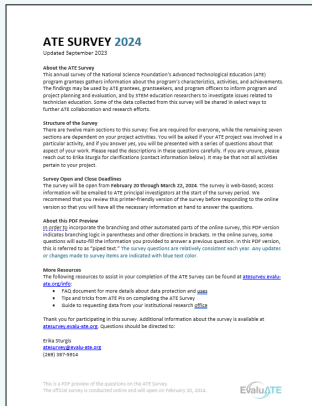 ATE SURVEY 2024
Updated September 2023
About the ATE Survey
This annual survey of the National Science Foundation's Advanced Technological Education (ATE)
program grantees gathers information about the program's characteristics, activities, and achievements.
The findings may be used by ATE grantees, grantseekers, and program officers to inform program and
project planning and evaluation, and by STEM education researchers to investigate issues related to
technician education. Some of the data collected from this survey will be shared in select ways to
further ATE collaboration and research efforts.
Structure of the Survey
There are twelve main sections to this survey: five are required for everyone, while the remaining seven
sections are dependent on your project activities. You will be asked if your ATE project was involved in a
particular activity, and if you answer yes, you will be presented with a series of questions about that
aspect of your work. Please read the descriptions in these questions carefully. If you are unsure, please
reach out to Erika Sturgis for clarifications (contact information below). It may be that not all activities
pertain to your project.
Survey Open and Close Deadlines
The survey will be open from February 20 through March 22, 2024. The survey is web-based; access
information will be emailed to ATE principal investigators at the start of the survey period. We
recommend that you review this printer-friendly version of the survey before responding to the online
version so that you will have all the necessary information at hand to answer the questions.
About this PDF Preview
In order to incorporate the branching and other automated parts of the online survey, this PDF version
indicates branching logic in parentheses and other directions in brackets. In the online survey, some
questions will auto-fill the information you provided to answer a previous question. In this PDF version,
this is referred to as "piped text." The survey questions are relatively consistent each year. Any updates
or changes made to survey items are indicated with blue text color.
More Resources
The following resources to assist in your completion of the ATE Survey can be found at atesurvey.evalu-
ate.org/info:
• FAQ document for more details about data protection and uses
• Tips and tricks from ATE PIs on completing the ATE Survey
• Guide to requesting data from your institutional research office
Thank you for participating in this survey. Additional information about the survey is available at
atesurvey.evalu-ate.org. Questions should be directed to:
Erika Sturgis
atesurvey@evalu-ate.org
(269) 387-5914
This is a PDF preview of the questions on the ATE Survey.
The official survey is conducted online and will open on February 20, 2024.
EvaluATE